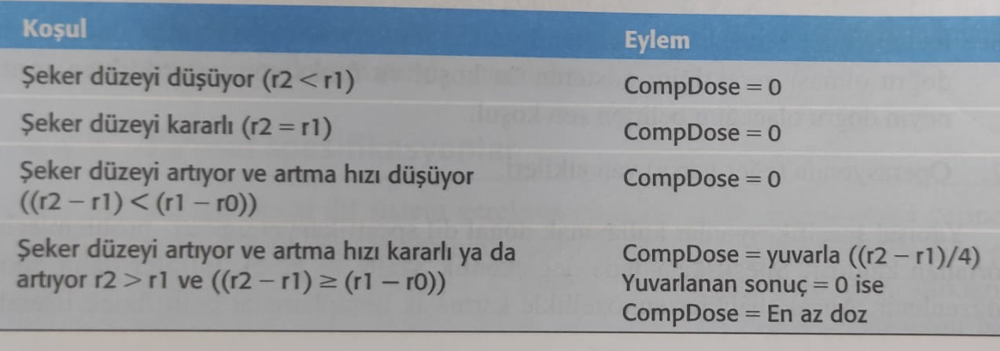 Koşul
Eylem
Şeker düzeyi düşüyor (r2 < r1)
CompDose = 0
Şeker düzeyi kararlı (r2 = r1)
CompDose = 0
Şeker düzeyi artıyor ve artma hızı düşüyor
((r2 – r1) < (r1 – r0))
CompDose = 0
Şeker düzeyi artıyor ve artma hızı kararlı ya da
artıyor r2 > r1 ve ((r2 – r1) ≥ (r1 – r0))
CompDose = yuvarla ((r2 – r1)/4)
Yuvarlanan sonuç = 0 ise
CompDose = En az doz